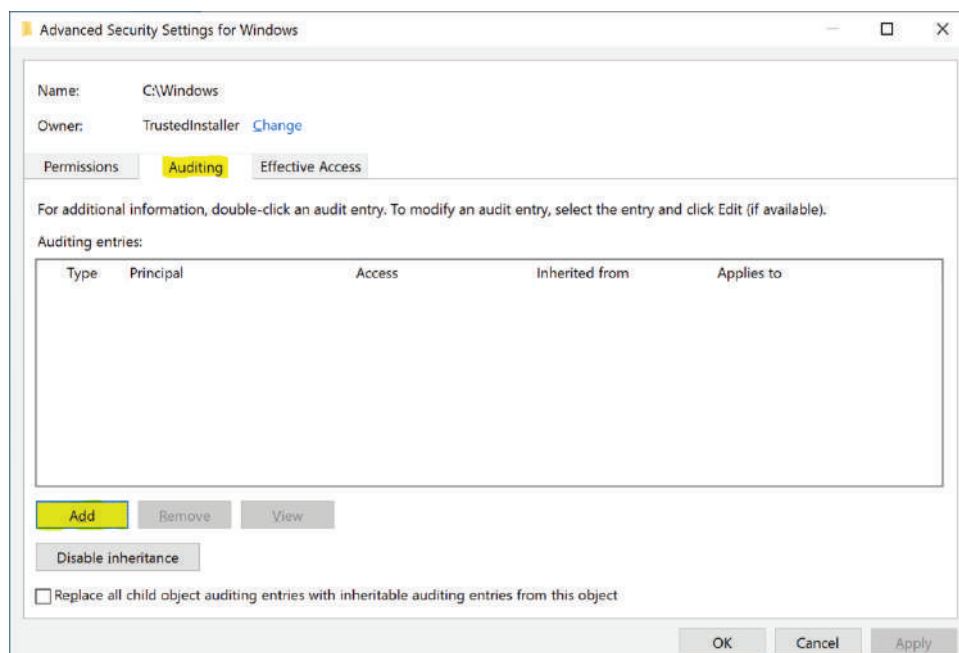 Advanced Security Settings for Windows
Name: C:\Windows
Owner: TrustedInstaller Change
Permissions Auditing Effective Access
For additional information, double-click an audit entry. To modify an audit entry, select the entry and click Edit (if available).
Auditing entries:
Type Principal Access Inherited from Applies to
Add Remove View
Disable inheritance
Replace all child object auditing entries with inheritable auditing entries from this object
OK Cancel Apply